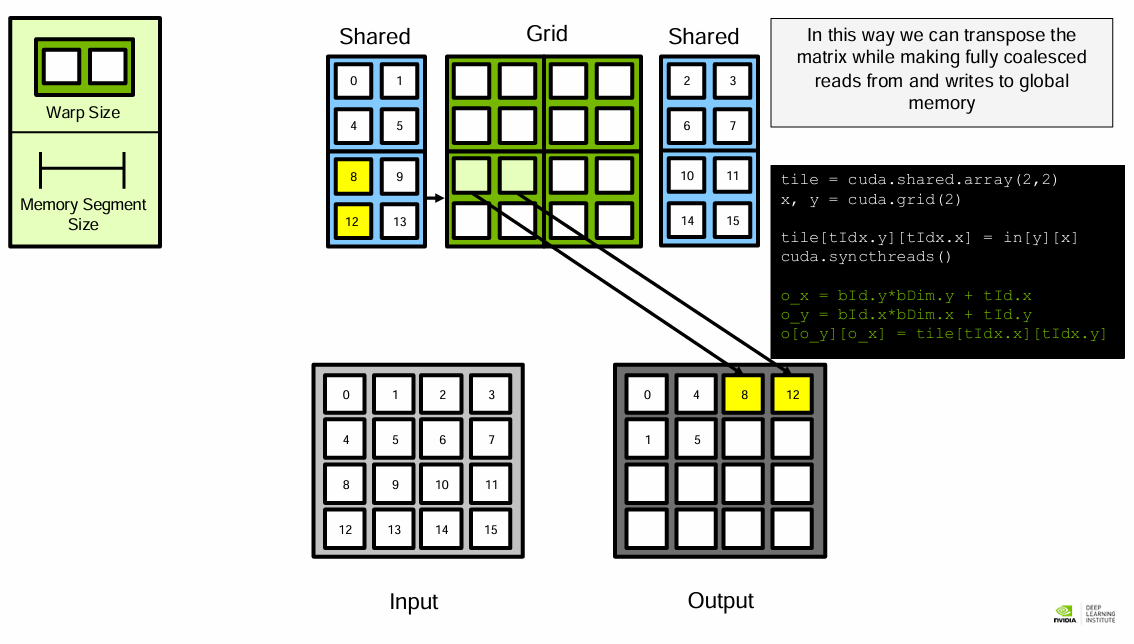 Shared
Grid
Shared
In this way we can transpose the
matrix while making fully coalesced
reads from and writes to global
memory
Warp Size
Memory Segment
Size
0 1
4 5
8 9
12 13
2 3
6 7
10 11
14 15
tile = cuda.shared.array(2,2)
x, y = cuda.grid(2)
tile[tIdx.y][tIdx.x] = in[y][x]
cuda.syncthreads()
o_x = bId.y*bDim.y + tId.x
o_y = bId.x*bDim.x + tId.y
o[o_y][o_x] = tile[tIdx.x][tIdx.y]
0 1 2 3
4 5 6 7
8 9 10 11
12 13 14 15
0 4 8 12
1 5
Input
Output
NVIDIA
DEEP
LEARNING
INSTITUTE